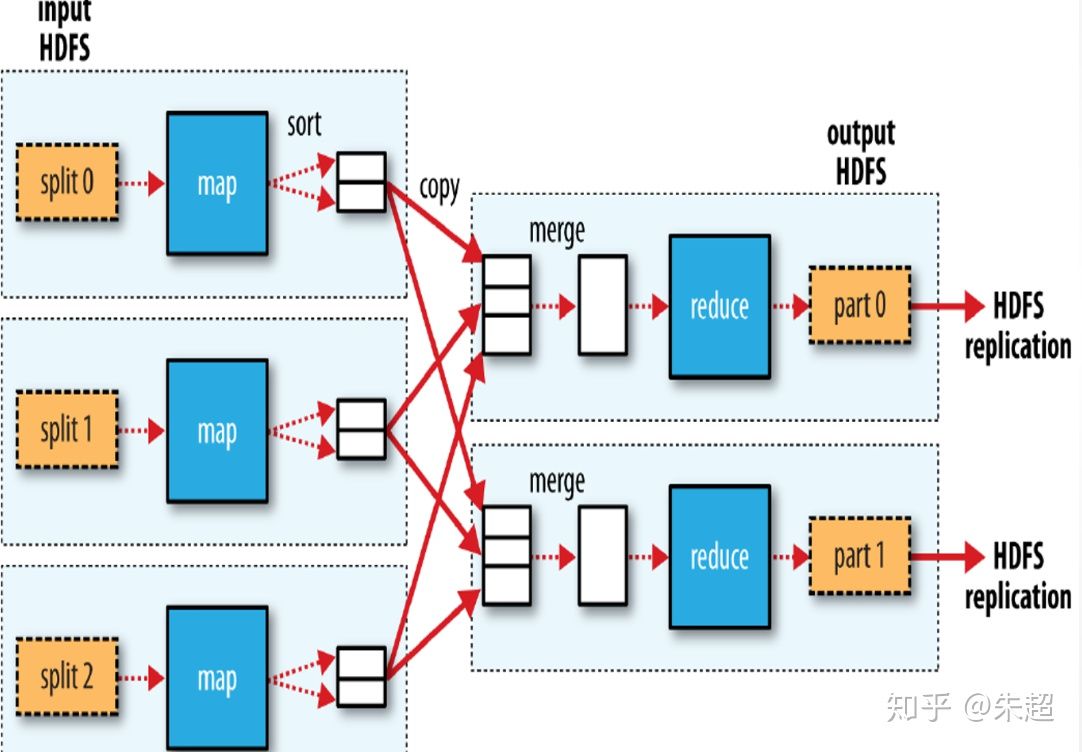 input
HDFS
split 0
map
sort
copy
output
HDFS
merge
reduce
part 0
HDFS
replication
split 1
map
merge
reduce
part 1
HDFS
replication
split 2
map
知乎 @朱超